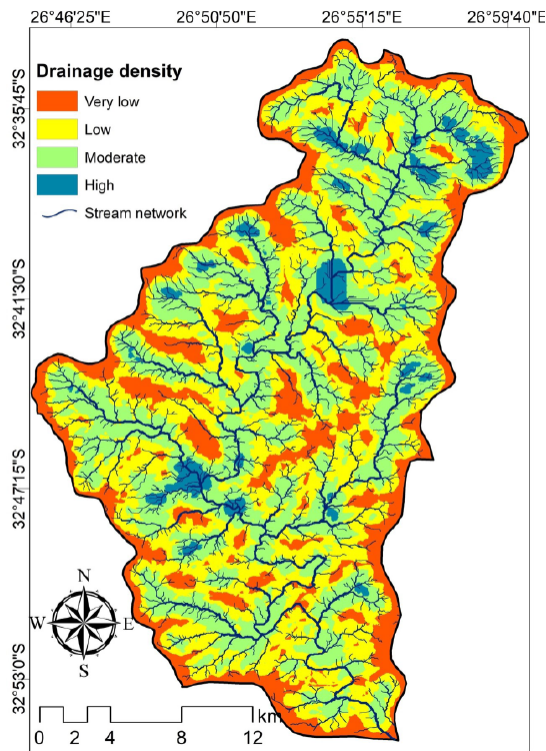 26°46'25"E 26°50'50"E 26°55'15"E 26°59'40"E
Drainage density
Very low
Low
Moderate
High
Stream network
32°35'45"S
32°41'30"S
32°47'15"S
32°53'0"S
N
W E
S
km
0 2 4 8 12